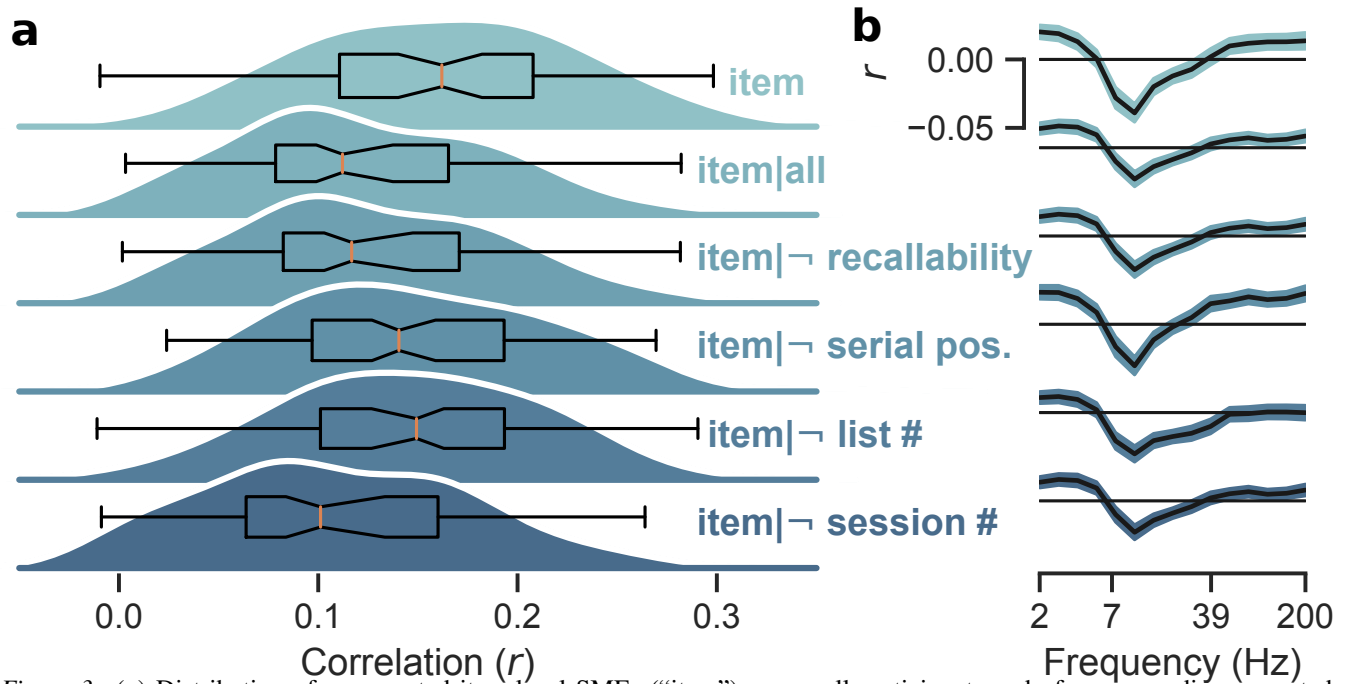 a
item
item|all
item|¬ recallability
item|¬ serial pos.
item|¬ list #
item|¬ session #
0.0 0.1 0.2 0.3
Correlation (r)
b
r
0.00
−0.05
2 7 39 200
Frequency (Hz)